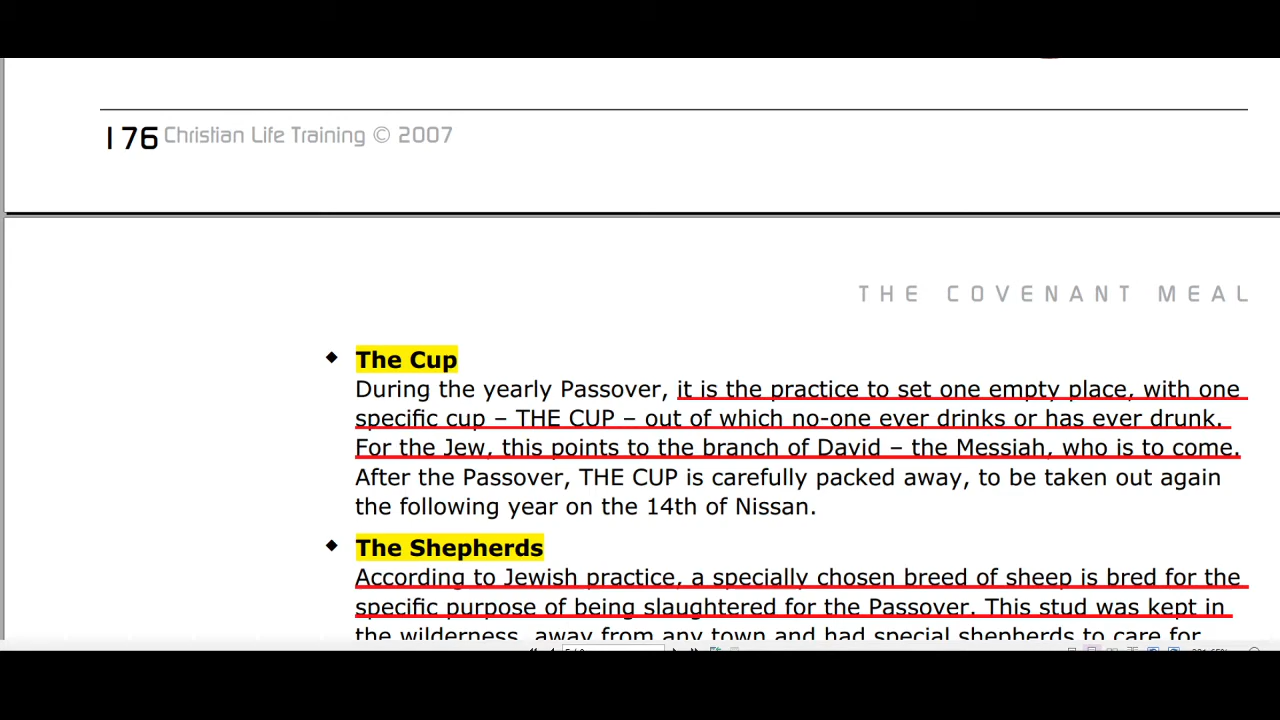 176 Christian Life Training © 2007
THE COVENANT MEAL
◆ The Cup
During the yearly Passover, it is the practice to set one empty place, with one
specific cup – THE CUP – out of which no-one ever drinks or has ever drunk.
For the Jew, this points to the branch of David – the Messiah, who is to come.
After the Passover, THE CUP is carefully packed away, to be taken out again
the following year on the 14th of Nissan.
◆ The Shepherds
According to Jewish practice, a specially chosen breed of sheep is bred for the
specific purpose of being slaughtered for the Passover. This stud was kept in
the wilderness, away from any town and had special shepherds to care for